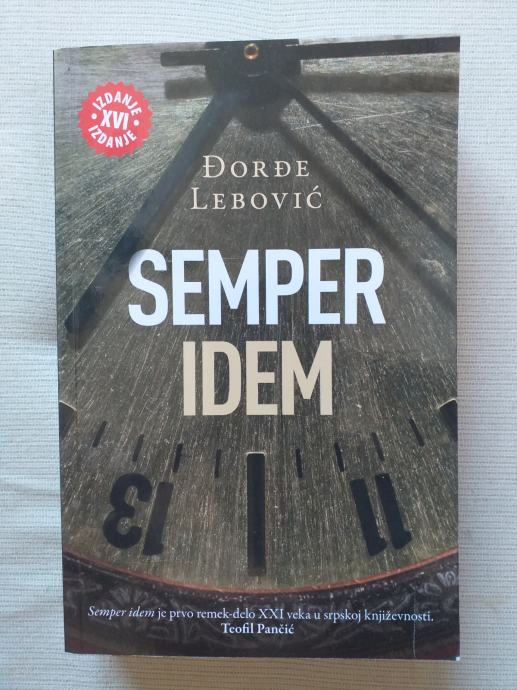 IZDANJE
XVI
IZDANJE
ĐORĐE
LEBOVIĆ
SEMPER
IDEM
13
11
Semper idem je prvo remek-delo XXI veka u srpskoj književnosti.
Teofil Pančić